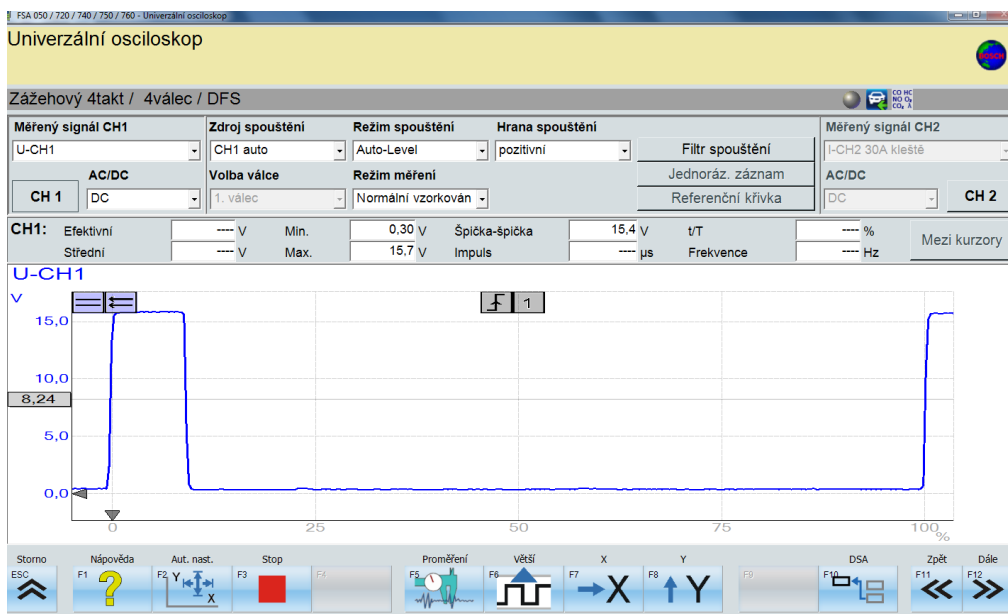 FSA 050 / 720 / 740 / 750 / 760 - Univerzální osciloskop
Univerzální osciloskop
BOSCH
Zážehový 4takt / 4válec / DFS
CO HC
NO O₂
CO₂ λ
Měřený signál CH1 Zdroj spouštění Režim spouštění Hrana spouštění Měřený signál CH2
U-CH1 CH1 auto Auto-Level pozitivní Filtr spouštění I-CH2 30A kleště
AC/DC Volba válce Režim měření Jednoráz. záznam AC/DC
CH 1 DC 1. válec Normální vzorkován Referenční křivka DC CH 2
CH1: Efektivní ---- V Min. 0,30 V Špička-špička 15,4 V t/T ---- % Mezi kurzory
Střední ---- V Max. 15,7 V Impuls ---- µs Frekvence ---- Hz
U-CH1
V
1
15,0
10,0
8,24
5,0
0,0
0 25 50 75 100 %
Storno Nápověda Aut. nast. Stop Proměření Větší X Y DSA Zpět Dále
ESC F1 F2 F3 F4 F5 F6 F7 F8 F9 F10 F11 F12
? Y X X Y